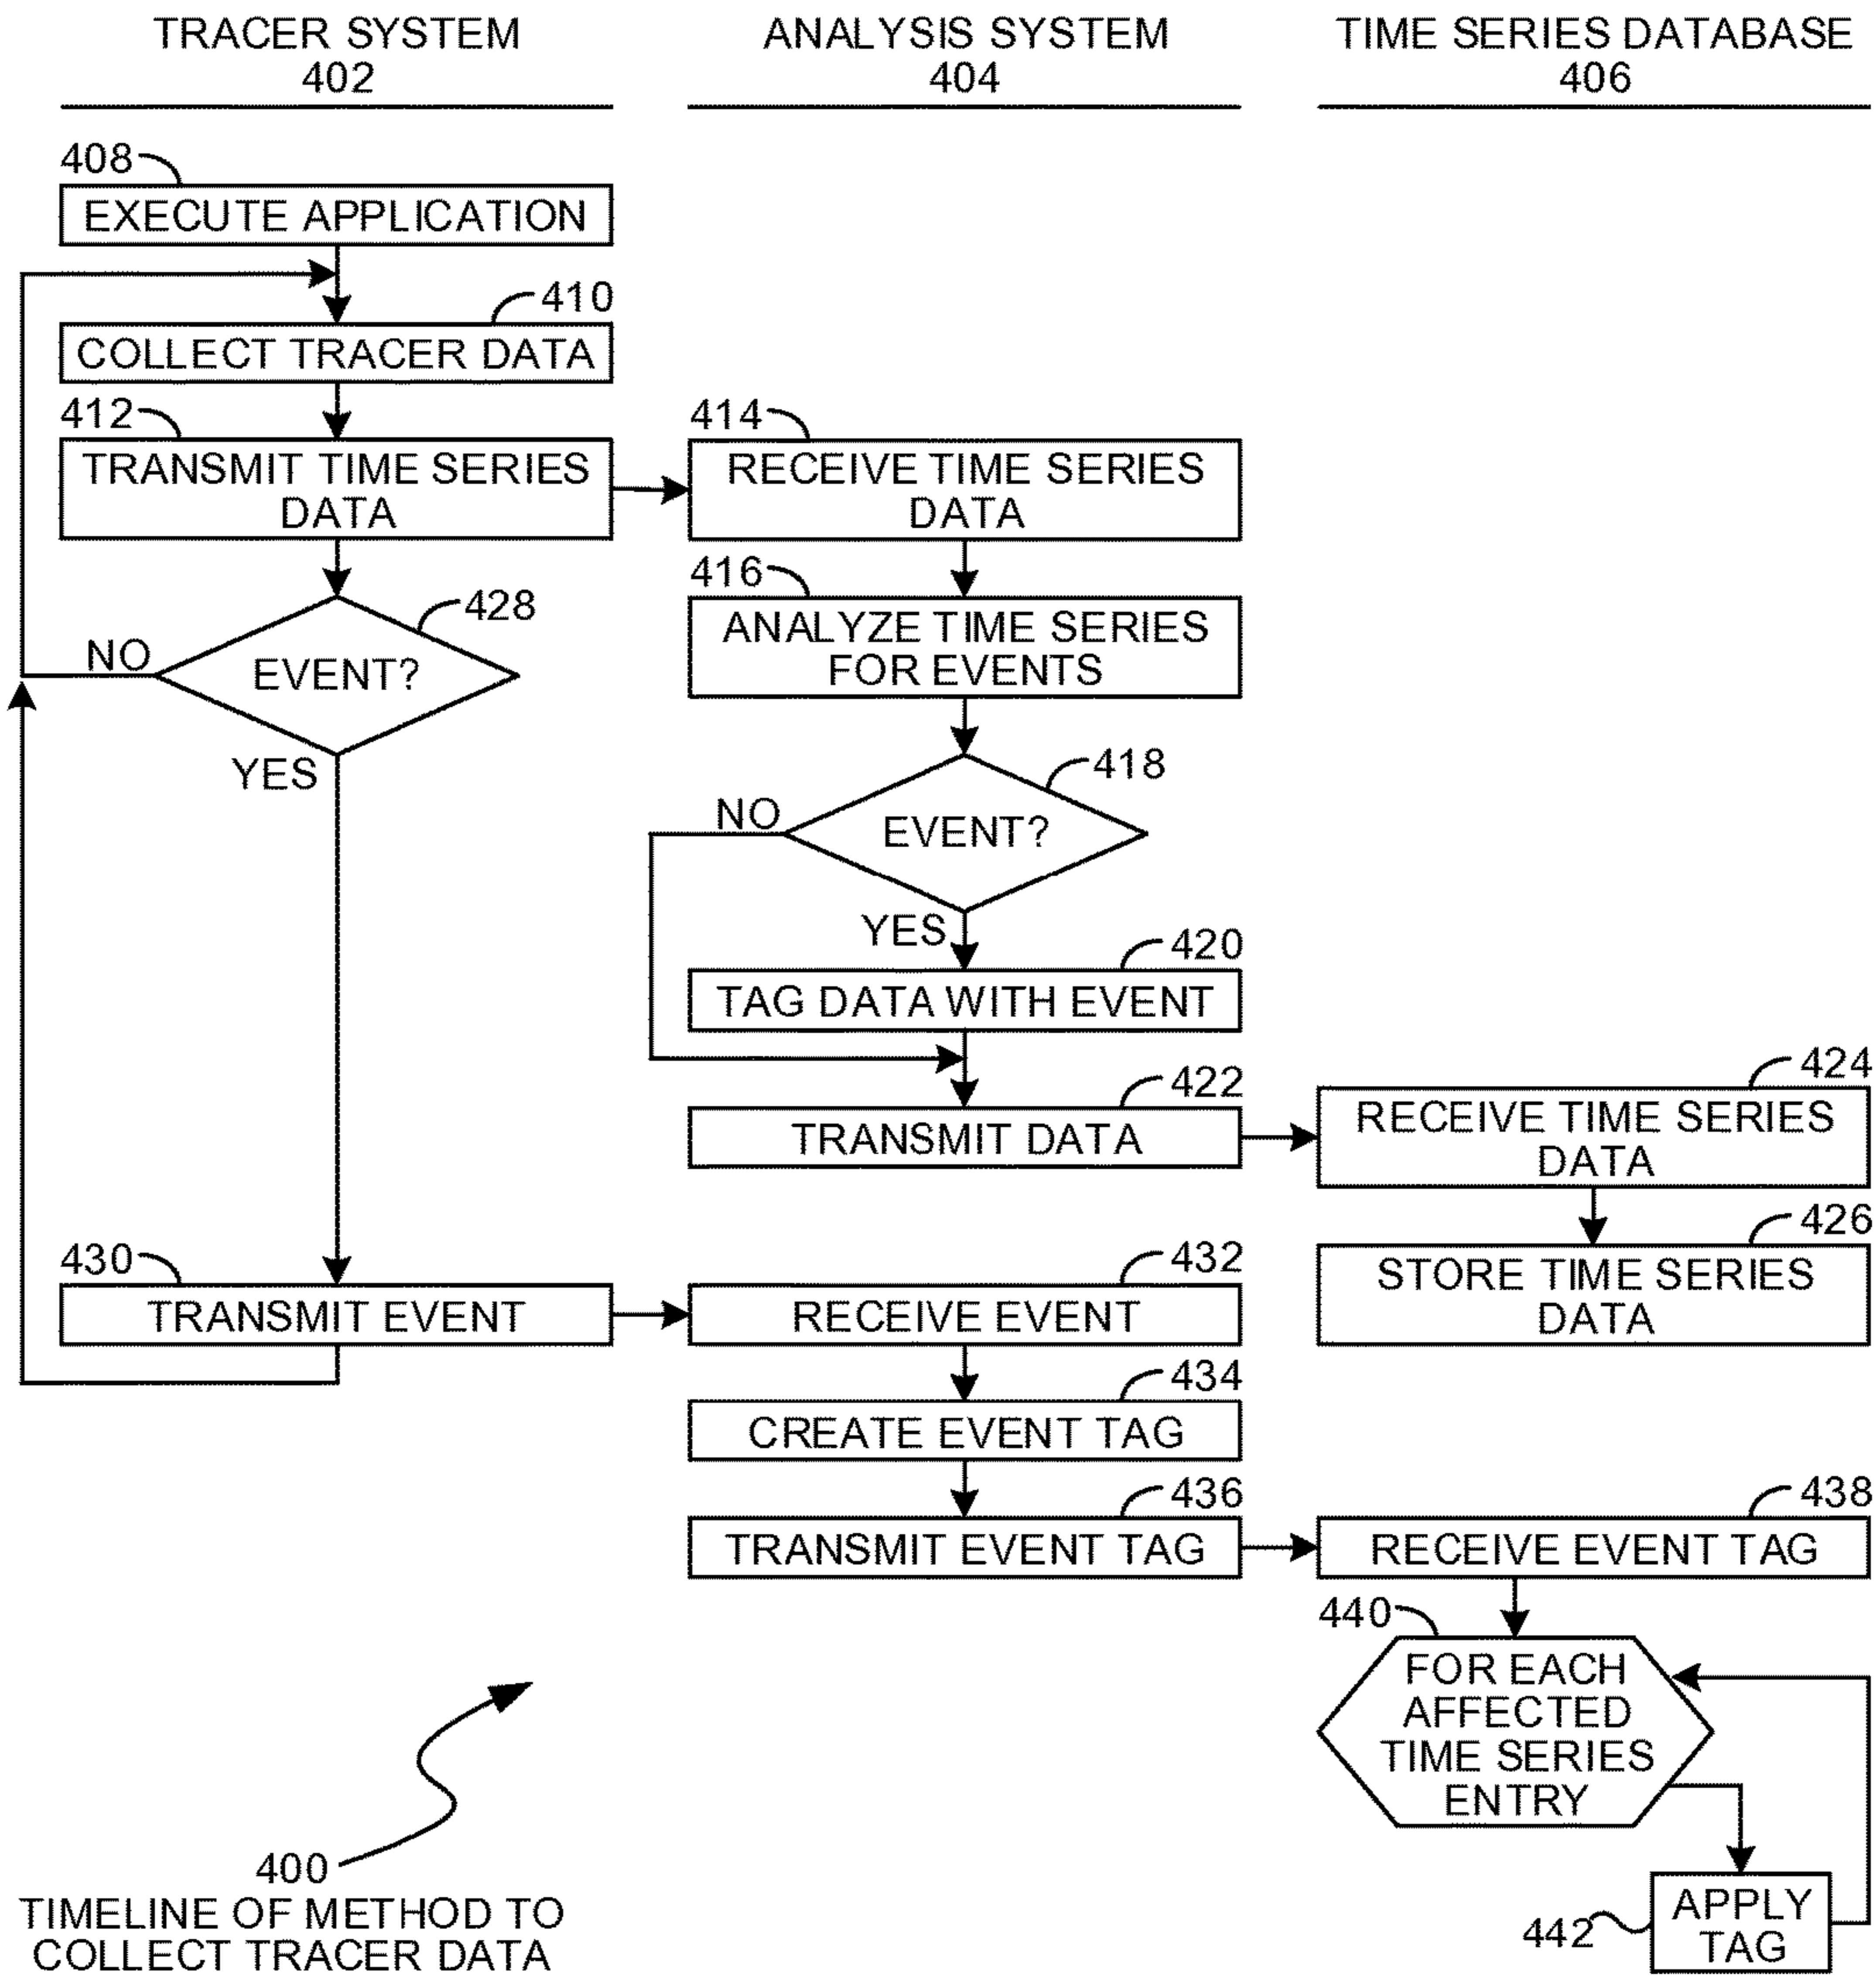 TRACER SYSTEM
402
ANALYSIS SYSTEM
404
TIME SERIES DATABASE
406
408
EXECUTE APPLICATION
410
COLLECT TRACER DATA
412
TRANSMIT TIME SERIES
DATA
414
RECEIVE TIME SERIES
DATA
416
ANALYZE TIME SERIES
FOR EVENTS
428
NO
EVENT?
YES
418
NO
EVENT?
YES
420
TAG DATA WITH EVENT
422
TRANSMIT DATA
424
RECEIVE TIME SERIES
DATA
426
STORE TIME SERIES
DATA
430
TRANSMIT EVENT
432
RECEIVE EVENT
434
CREATE EVENT TAG
436
TRANSMIT EVENT TAG
438
RECEIVE EVENT TAG
440
FOR EACH
AFFECTED
TIME SERIES
ENTRY
442
APPLY
TAG
400
TIMELINE OF METHOD TO
COLLECT TRACER DATA